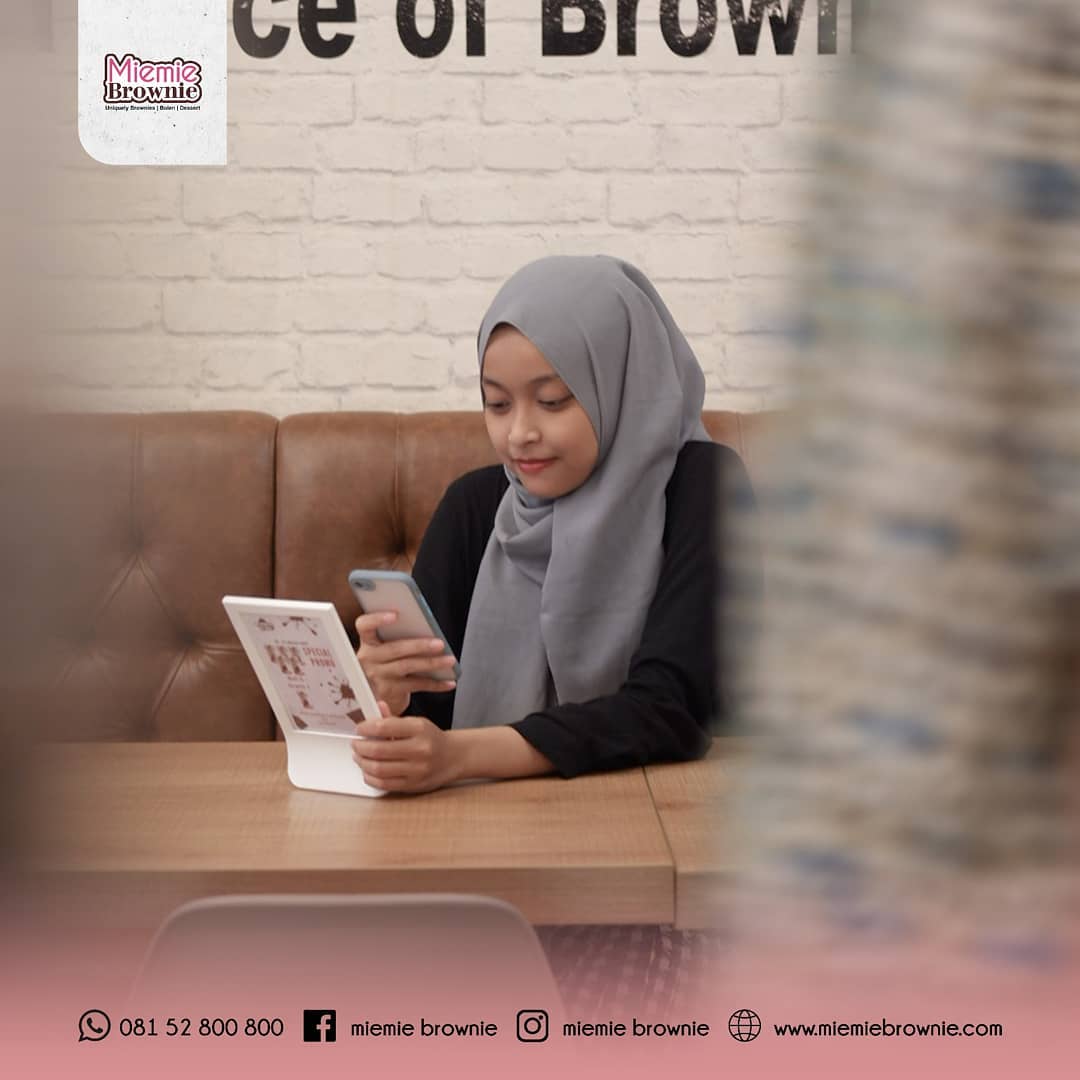 ce of Brown
Miemie
Brownie
Uniquely Brownies | Bolen | Dessert
SPECIAL
PROMO
081 52 800 800
miemie brownie
miemie brownie
www.miemiebrownie.com